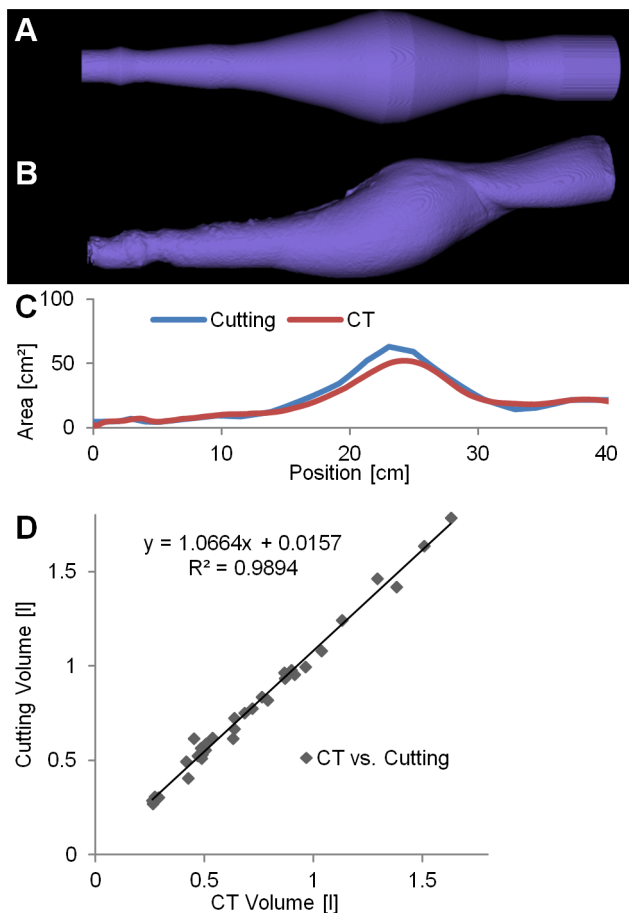 A
B
C
100
Cutting
CT
Area [cm²]
50
0
0
10
20
30
40
Position [cm]
D
y = 1.0664x + 0.0157
R² = 0.9894
1.5
Cutting Volume [l]
1
CT vs. Cutting
0.5
0
0
0.5
1
1.5
CT Volume [l]